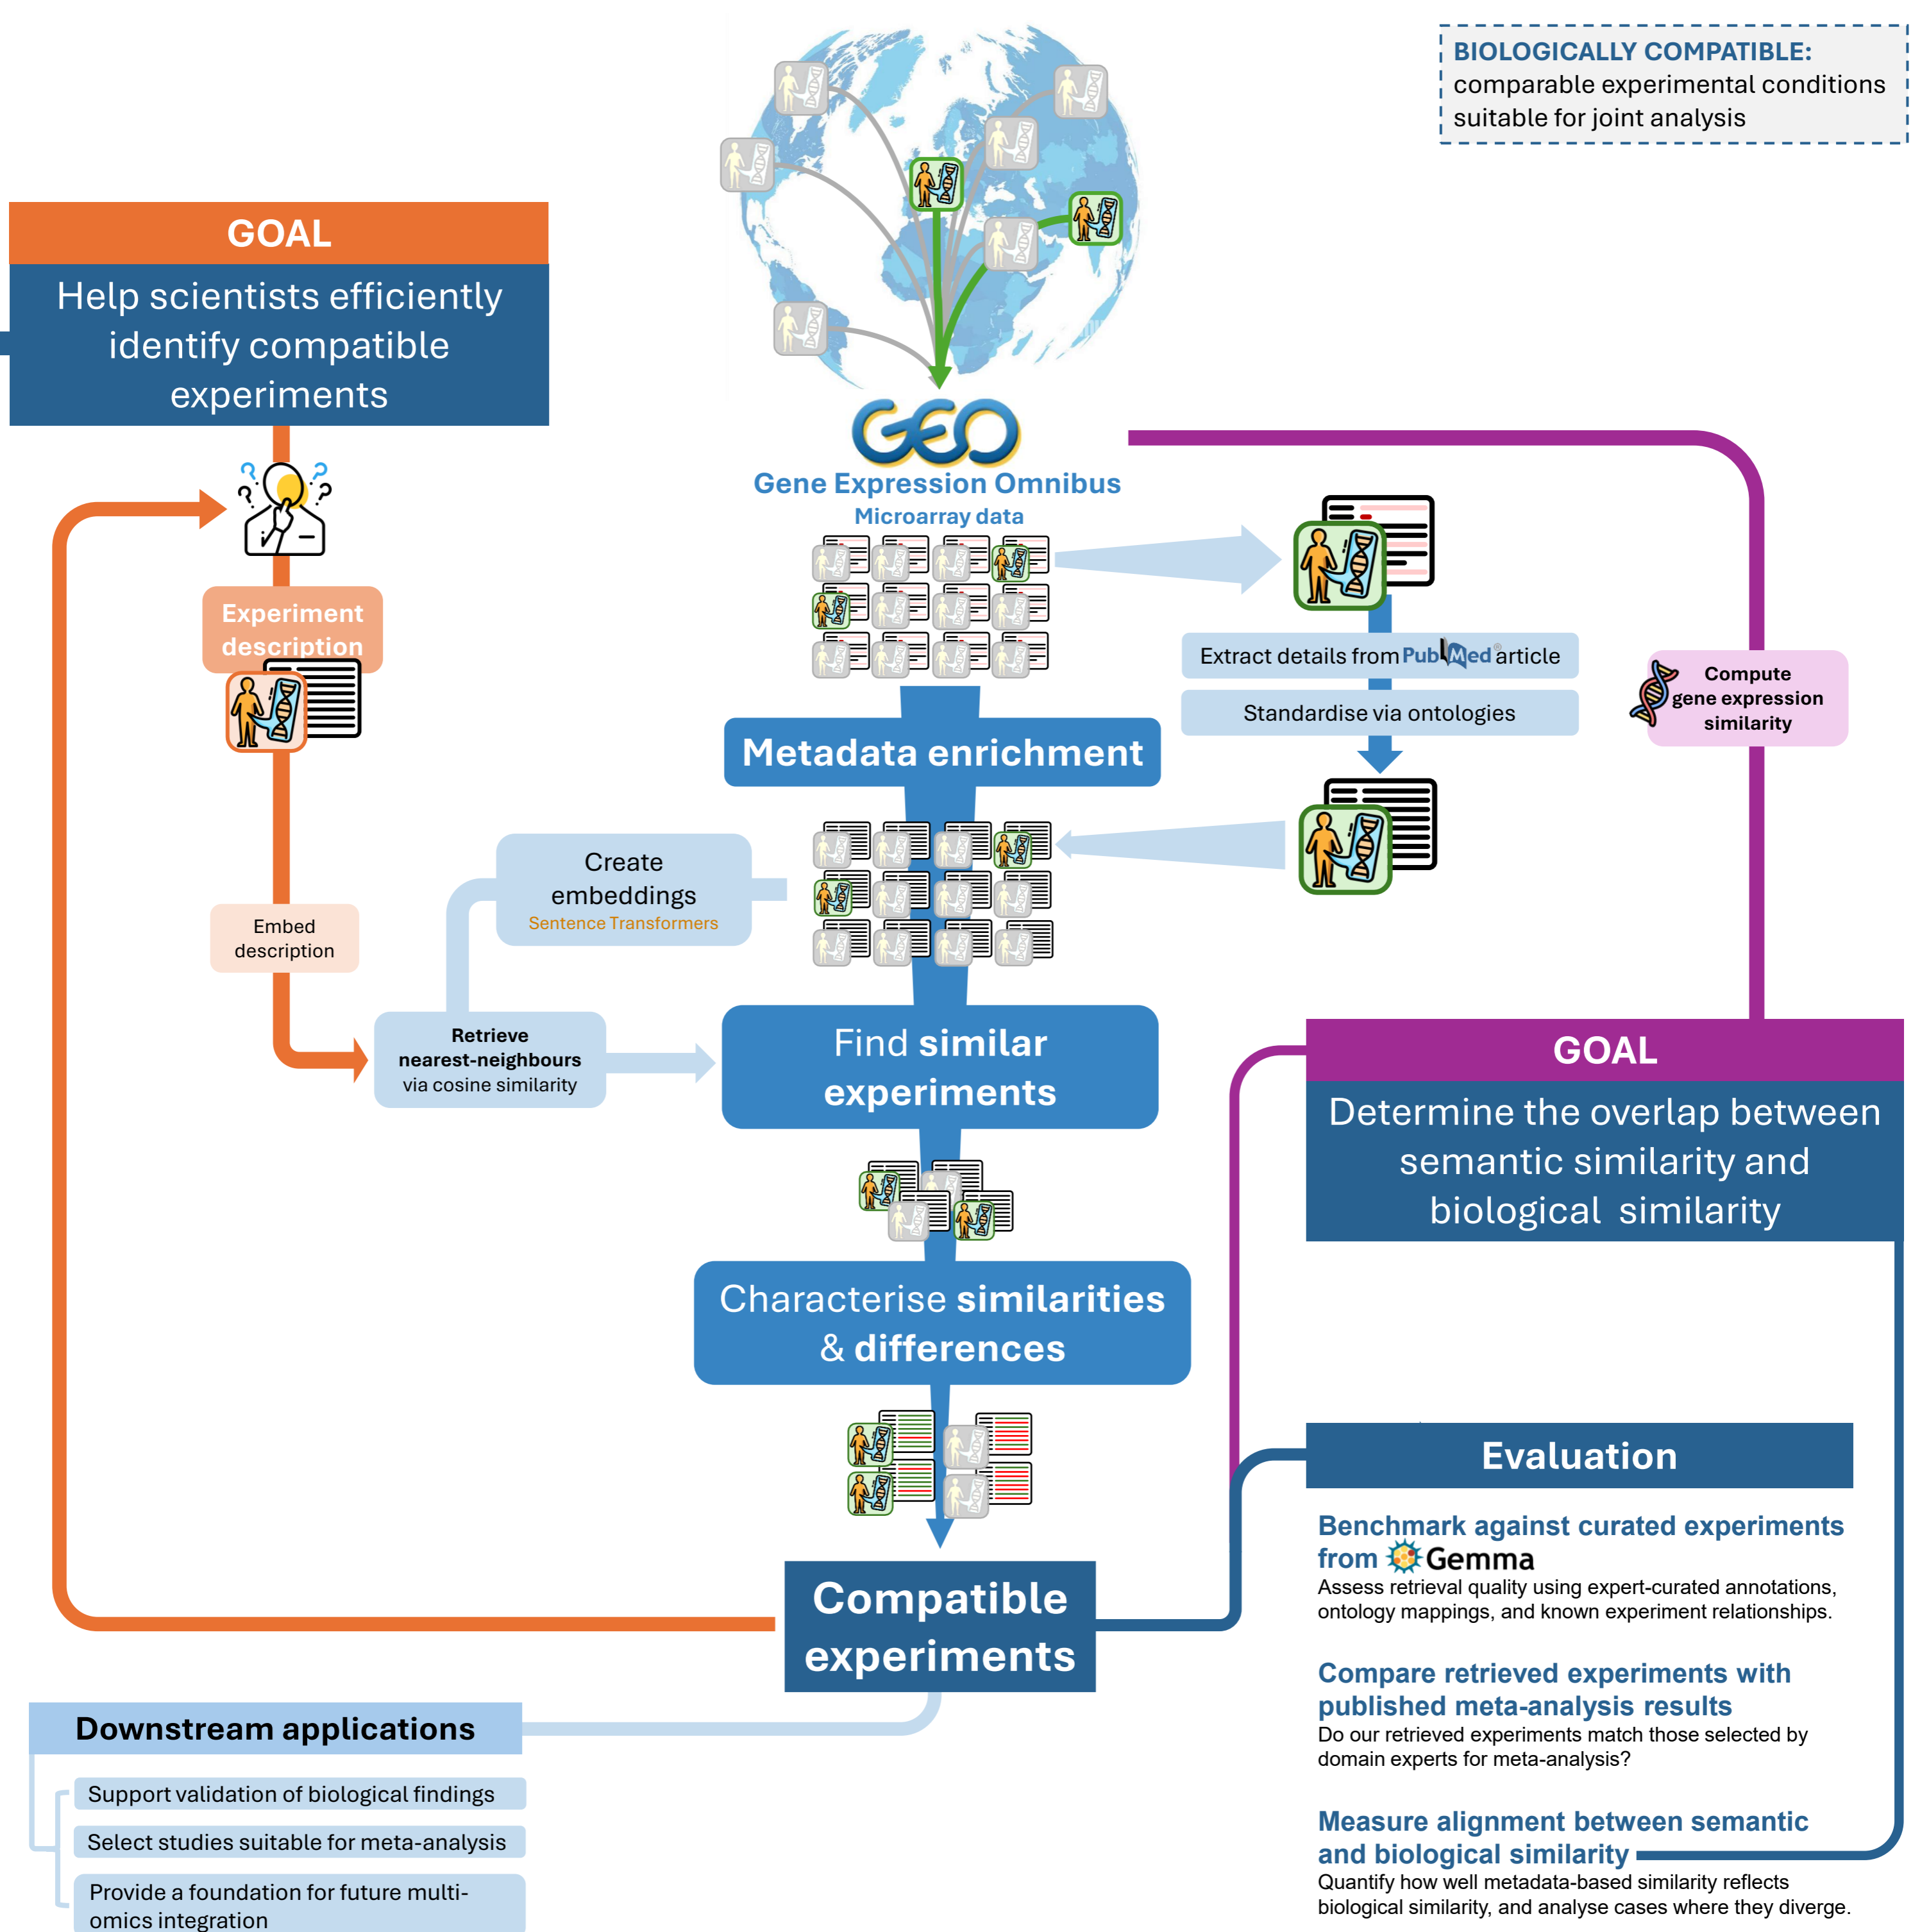 BIOLOGICALLY COMPATIBLE:
comparable experimental conditions
suitable for joint analysis
GOAL
Help scientists efficiently
identify compatible
experiments
GEO
Gene Expression Omnibus
Microarray data
Experiment
description
Extract details from PubMed® article
Standardise via ontologies
Compute
gene expression
similarity
Metadata enrichment
Create
embeddings
Sentence Transformers
Embed
description
Retrieve
nearest-neighbours
via cosine similarity
Find similar
experiments
GOAL
Determine the overlap between
semantic similarity and
biological similarity
Characterise similarities
& differences
Evaluation
Benchmark against curated experiments
from Gemma
Assess retrieval quality using expert-curated annotations,
ontology mappings, and known experiment relationships.
Compare retrieved experiments with
published meta-analysis results
Do our retrieved experiments match those selected by
domain experts for meta-analysis?
Measure alignment between semantic
and biological similarity
Quantify how well metadata-based similarity reflects
biological similarity, and analyse cases where they diverge.
Compatible
experiments
Downstream applications
Support validation of biological findings
Select studies suitable for meta-analysis
Provide a foundation for future multi-
omics integration